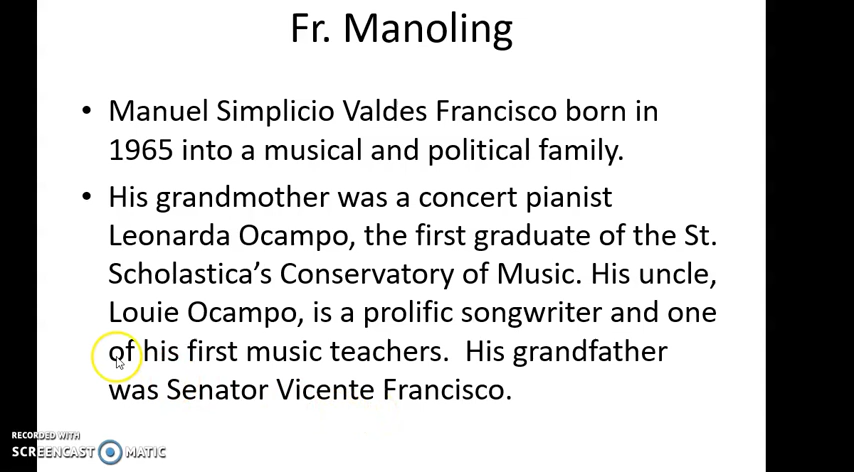 Fr. Manoling
• Manuel Simplicio Valdes Francisco born in
1965 into a musical and political family.
• His grandmother was a concert pianist
Leonarda Ocampo, the first graduate of the St.
Scholastica’s Conservatory of Music. His uncle,
Louie Ocampo, is a prolific songwriter and one
of his first music teachers.  His grandfather
was Senator Vicente Francisco.
RECORDED WITH
SCREENCAST MATIC